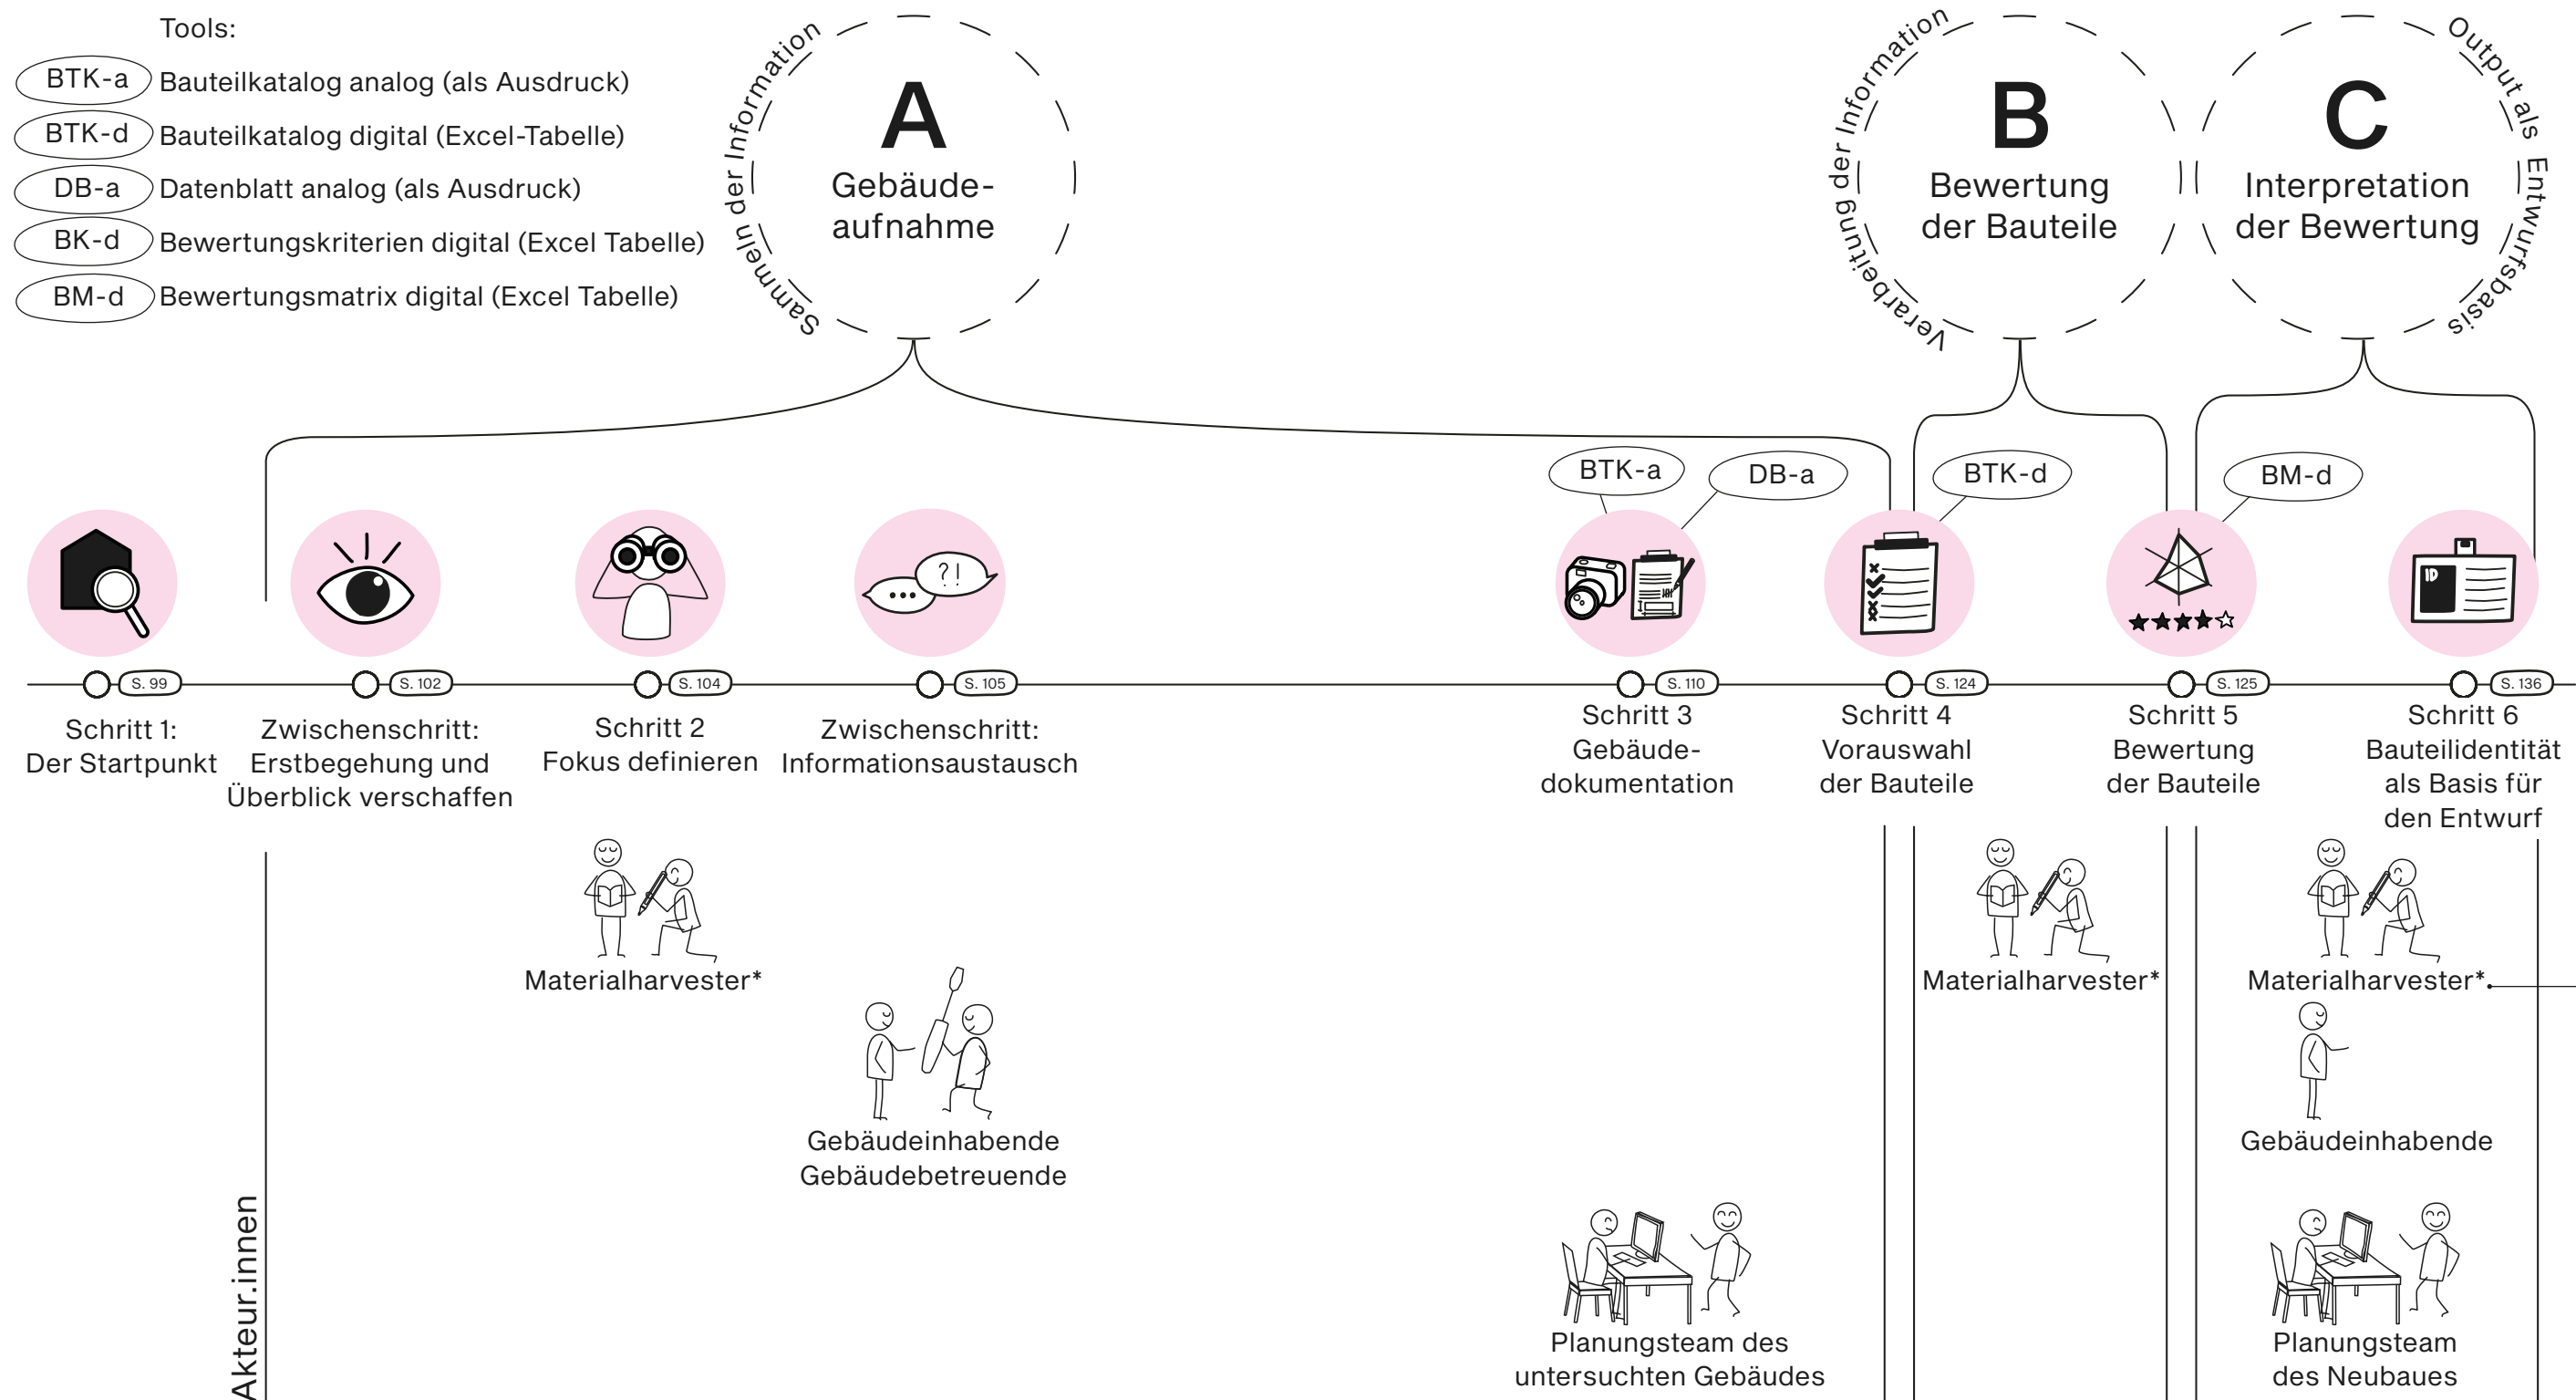 Tools:
BTK-a Bauteilkatalog analog (als Ausdruck)
BTK-d Bauteilkatalog digital (Excel-Tabelle)
DB-a Datenblatt analog (als Ausdruck)
BK-d Bewertungskriterien digital (Excel Tabelle)
BM-d Bewertungsmatrix digital (Excel Tabelle)
Sammeln der Information
A
Gebäude-
aufnahme
Verarbeitung der Information
B
Bewertung
der Bauteile
C
Interpretation
der Bewertung
Output als Entwurfsbasis
BTK-a
DB-a
BTK-d
BM-d
?!
ID
S. 99
S. 102
S. 104
S. 105
S. 110
S. 124
S. 125
S. 136
Schritt 1:
Der Startpunkt
Zwischenschritt:
Erstbegehung und
Überblick verschaffen
Schritt 2
Fokus definieren
Zwischenschritt:
Informationsaustausch
Schritt 3
Gebäude-
dokumentation
Schritt 4
Vorauswahl
der Bauteile
Schritt 5
Bewertung
der Bauteile
Schritt 6
Bauteilidentität
als Basis für
den Entwurf
Akteur.innen
Materialharvester*
Gebäudeinhabende
Gebäudebetreuende
Planungsteam des
untersuchten Gebäudes
Materialharvester*
Materialharvester*
Gebäudeinhabende
Planungsteam
des Neubaues